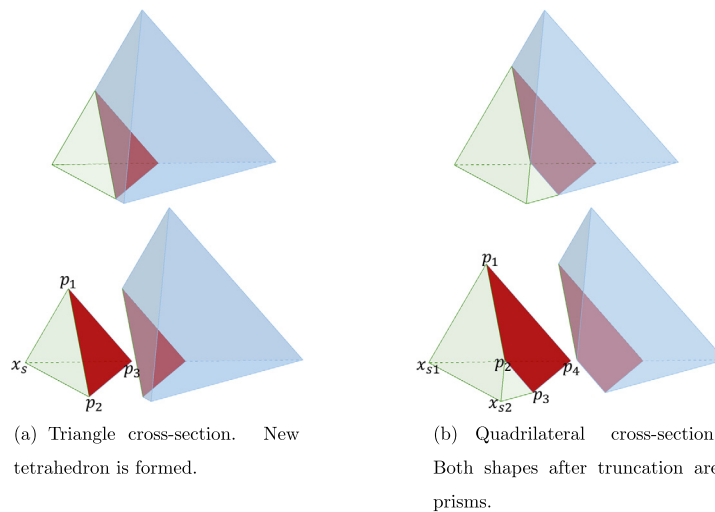 p₁
xₛ
p₂
p₃
p₁
xₛ₁
p₂
xₛ₂
p₃
p₄
(a) Triangle cross-section. New
tetrahedron is formed.
(b) Quadrilateral cross-section
Both shapes after truncation are
prisms.